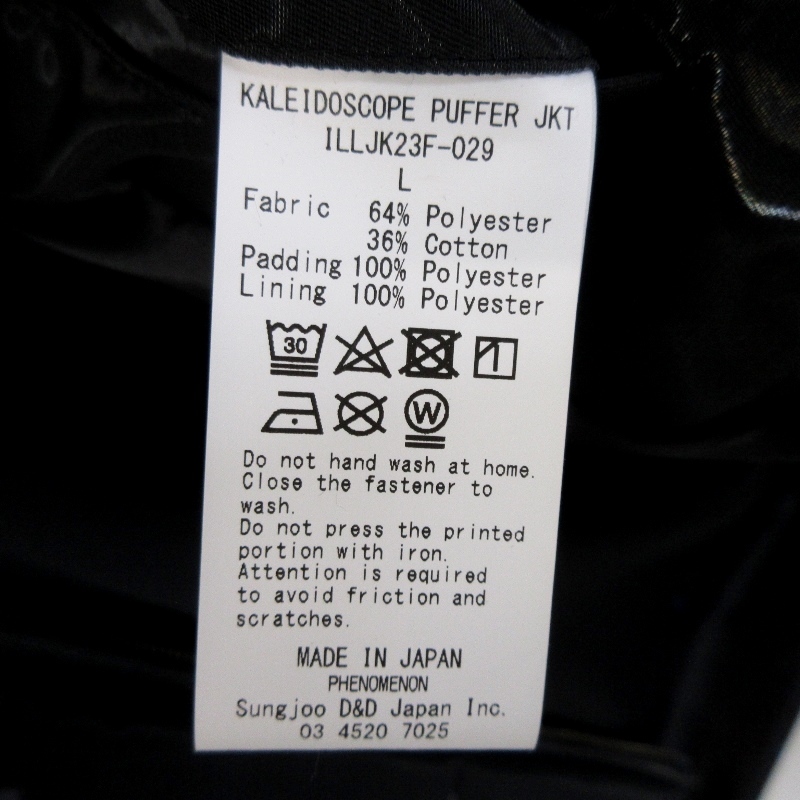 KALEIDOSCOPE PUFFER JKT
ILLJK23F-029
L
Fabric 64% Polyester
36% Cotton
Padding 100% Polyester
Lining 100% Polyester
30
W
Do not hand wash at home.
Close the fastener to
wash.
Do not press the printed
portion with iron.
Attention is required
to avoid friction and
scratches.
MADE IN JAPAN
PHENOMENON
Sungjoo D&D Japan Inc.
03 4520 7025